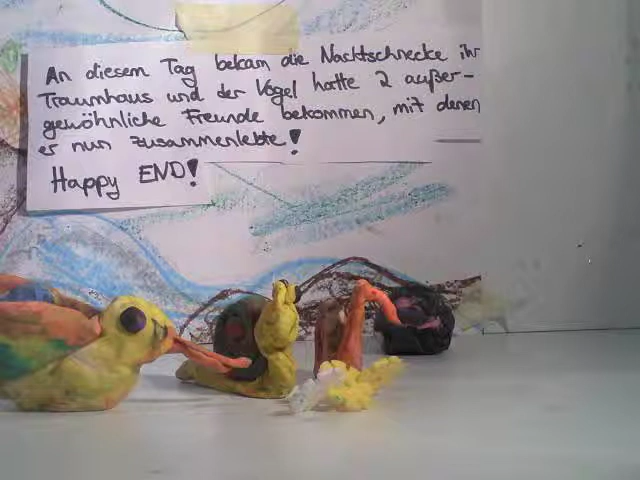 An diesem Tag bekam die Nacktschnecke ihr
Traumhaus und der Vogel hatte 2 außer-
gewöhnliche Freunde bekommen, mit denen
er nun zusammenlebte!
Happy END!